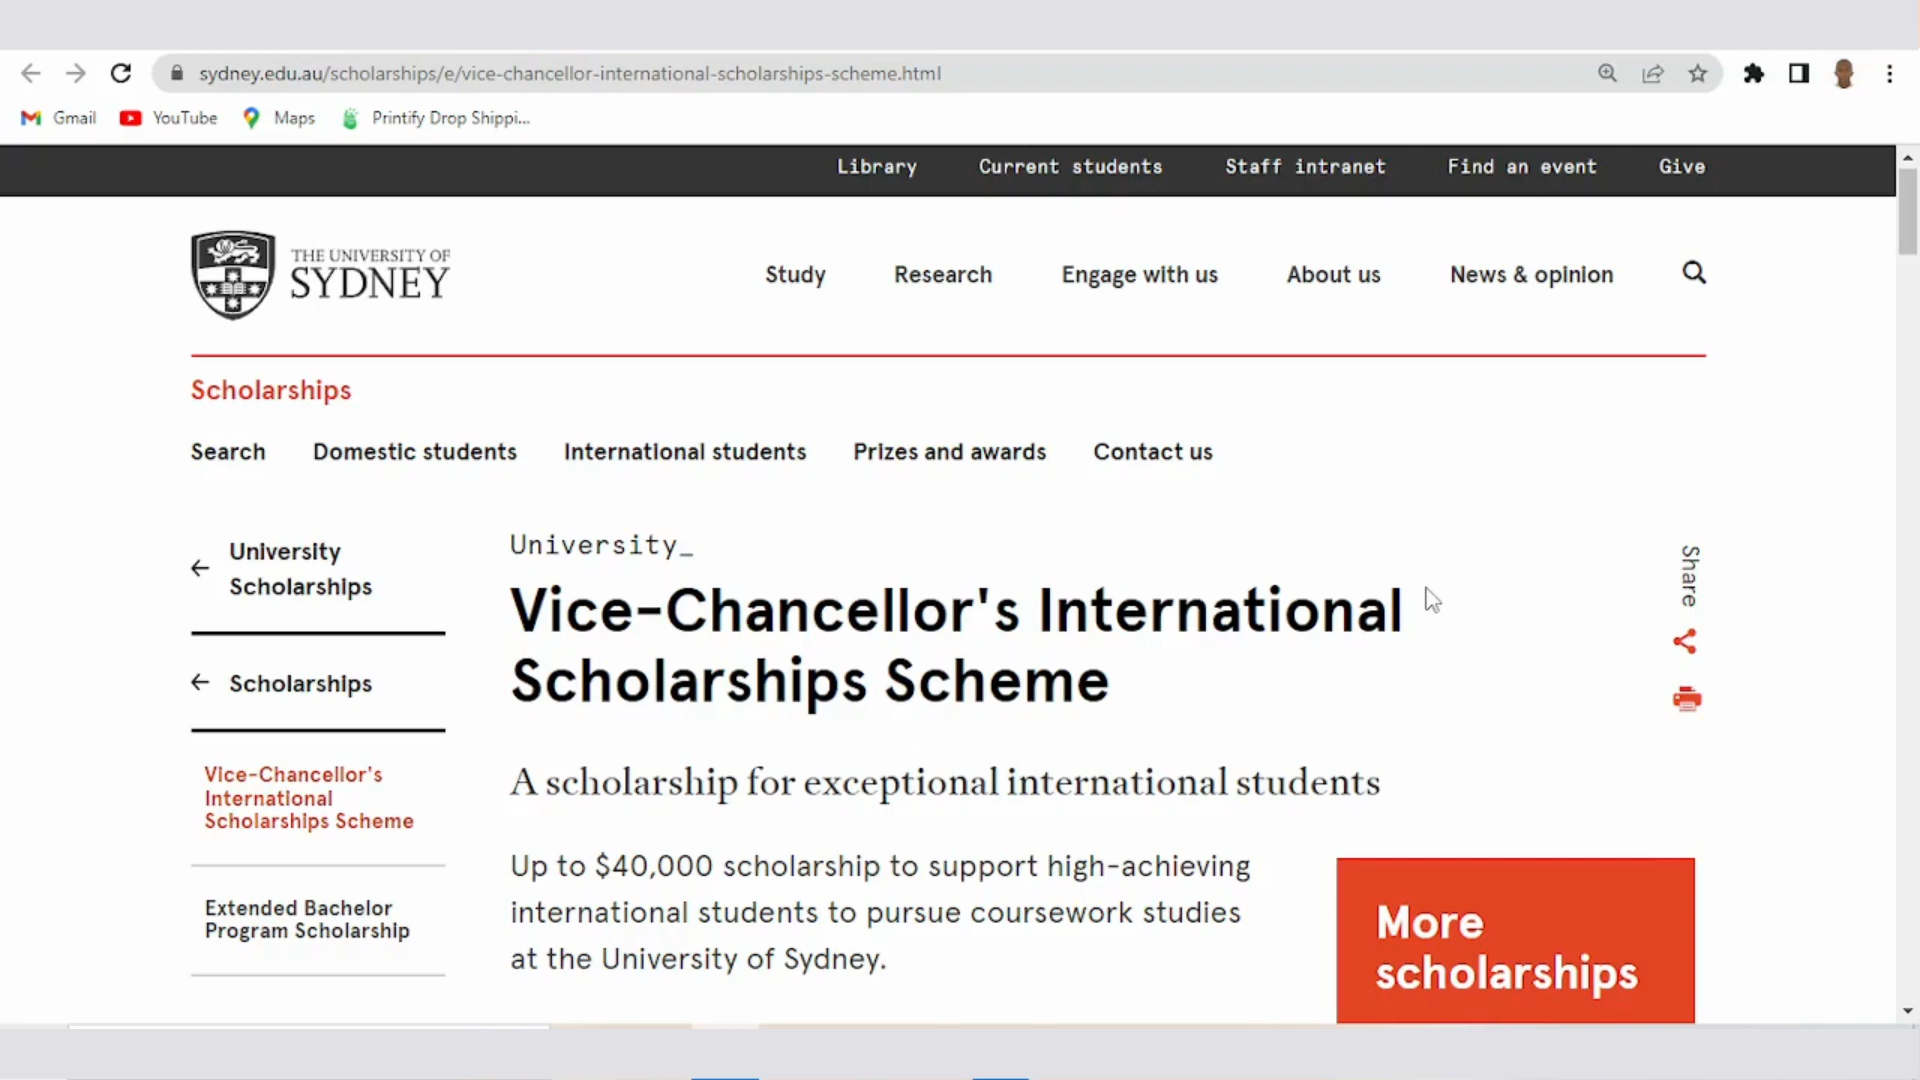 sydney.edu.au/scholarships/e/vice-chancellor-international-scholarships-scheme.html
Gmail YouTube Maps Printify Drop Shippi...
Library Current students Staff intranet Find an event Give
THE UNIVERSITY OF
SYDNEY
Study Research Engage with us About us News & opinion
Scholarships
Search Domestic students International students Prizes and awards Contact us
University
Scholarships
Scholarships
Vice-Chancellor's
International
Scholarships Scheme
Extended Bachelor
Program Scholarship
University_
Vice-Chancellor's International
Scholarships Scheme
A scholarship for exceptional international students
Up to $40,000 scholarship to support high-achieving
international students to pursue coursework studies
at the University of Sydney.
Share
More
scholarships